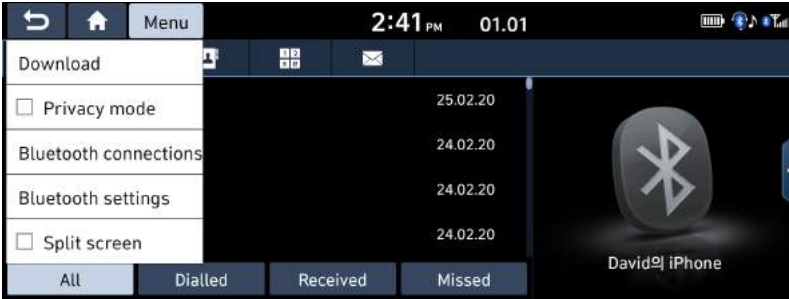 Menu 2:41 PM 01.01
Download
Privacy mode 25.02.20
Bluetooth connections 24.02.20
Bluetooth settings 24.02.20
Split screen 24.02.20
David의 iPhone
All Dialled Received Missed